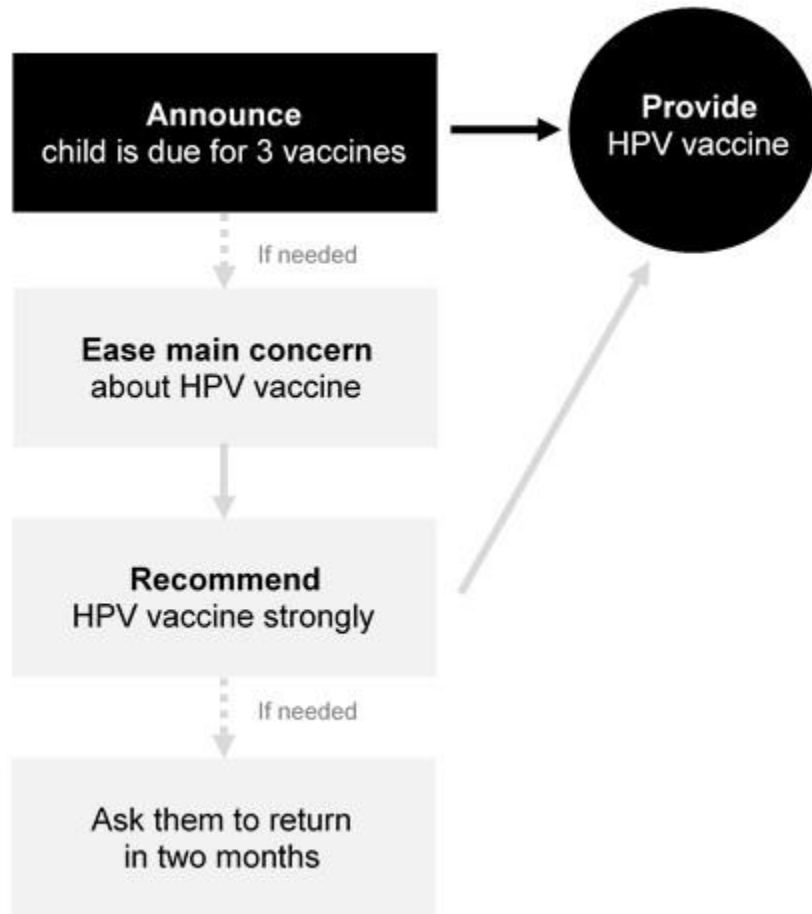 Announce
child is due for 3 vaccines
Provide
HPV vaccine
If needed
Ease main concern
about HPV vaccine
Recommend
HPV vaccine strongly
If needed
Ask them to return
in two months